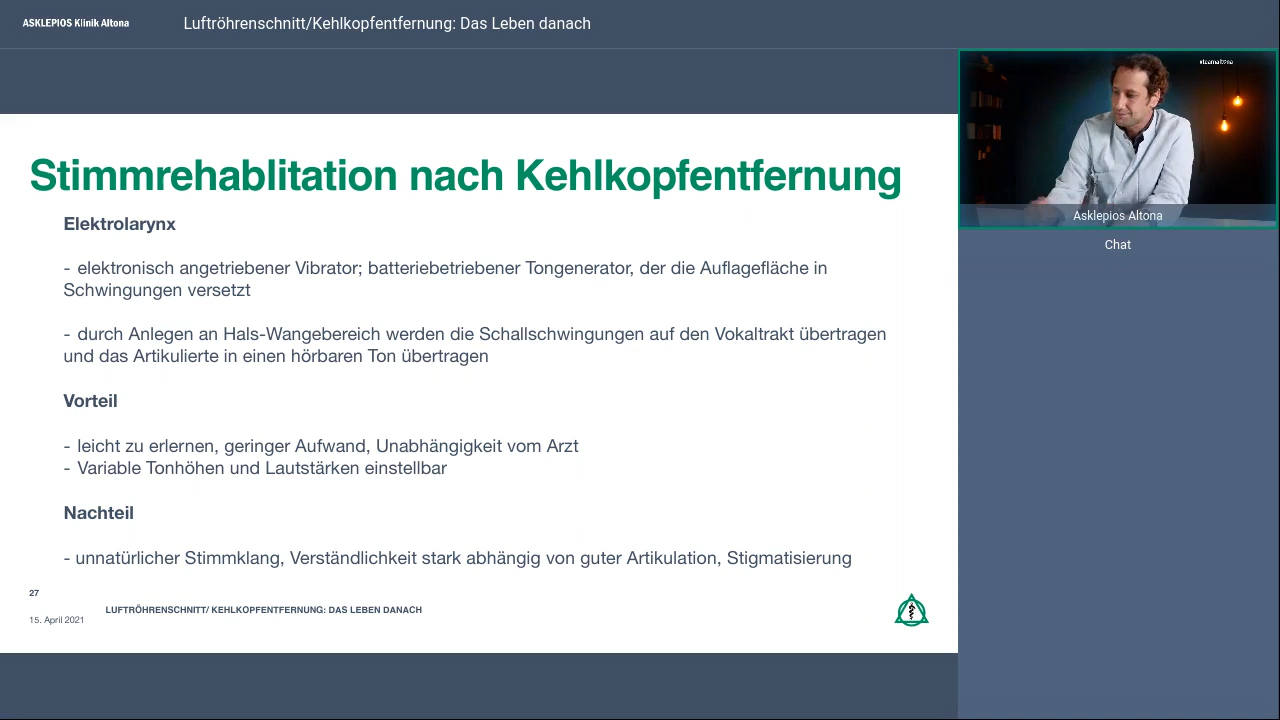 ASKLEPIOS Klinik Altona
Luftröhrenschnitt/Kehlkopfentfernung: Das Leben danach
#teamaltona
Asklepios Altona
Chat
Stimmrehablitation nach Kehlkopfentfernung
Elektrolarynx
- elektronisch angetriebener Vibrator; batteriebetriebener Tongenerator, der die Auflagefläche in
Schwingungen versetzt
- durch Anlegen an Hals-Wangebereich werden die Schallschwingungen auf den Vokaltrakt übertragen
und das Artikulierte in einen hörbaren Ton übertragen
Vorteil
- leicht zu erlernen, geringer Aufwand, Unabhängigkeit vom Arzt
- Variable Tonhöhen und Lautstärken einstellbar
Nachteil
- unnatürlicher Stimmklang, Verständlichkeit stark abhängig von guter Artikulation, Stigmatisierung
27
LUFTRÖHRENSCHNITT/ KEHLKOPFENTFERNUNG: DAS LEBEN DANACH
15. April 2021